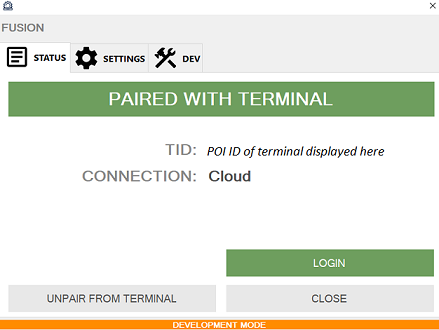 FUSION
STATUS SETTINGS DEV
PAIRED WITH TERMINAL
TID: POI ID of terminal displayed here
CONNECTION: Cloud
LOGIN
UNPAIR FROM TERMINAL CLOSE
DEVELOPMENT MODE